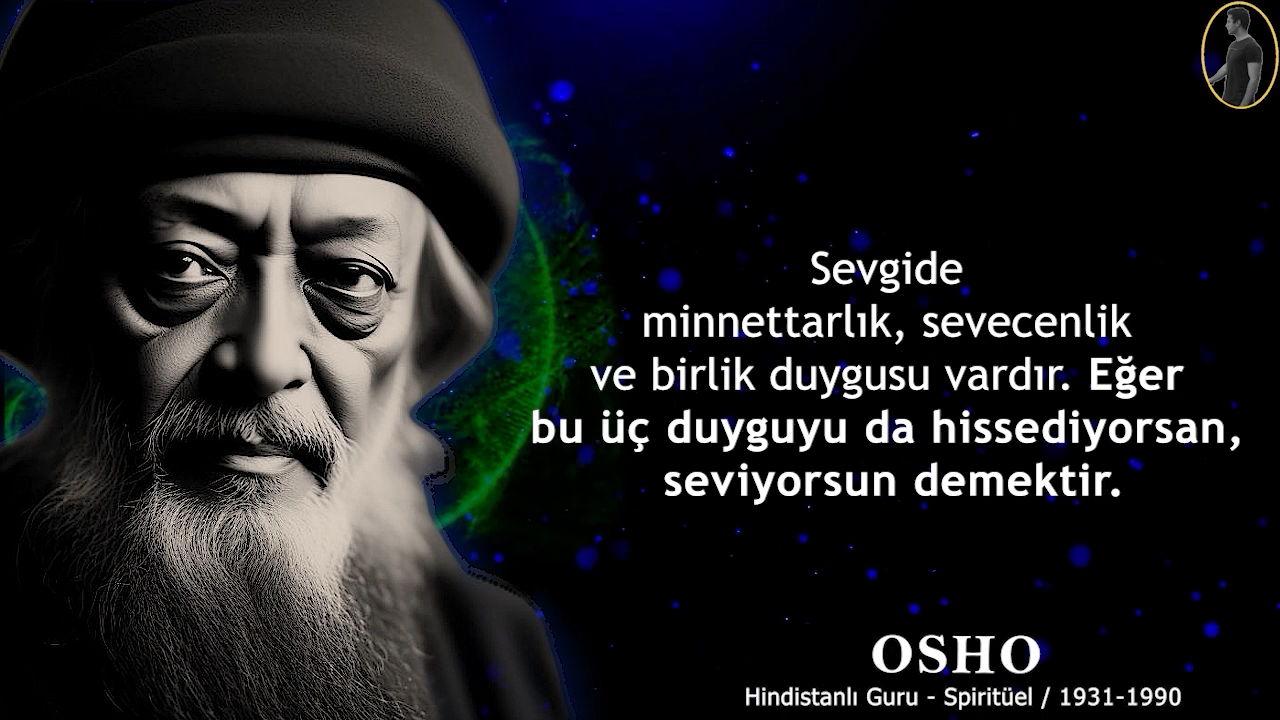 Sevgide
minnettarlık, sevecenlik
ve birlik duygusu vardır. Eğer
bu üç duyguyu da hissediyorsan,
seviyorsun demektir.
OSHO
Hindistanlı Guru - Spiritüel / 1931-1990